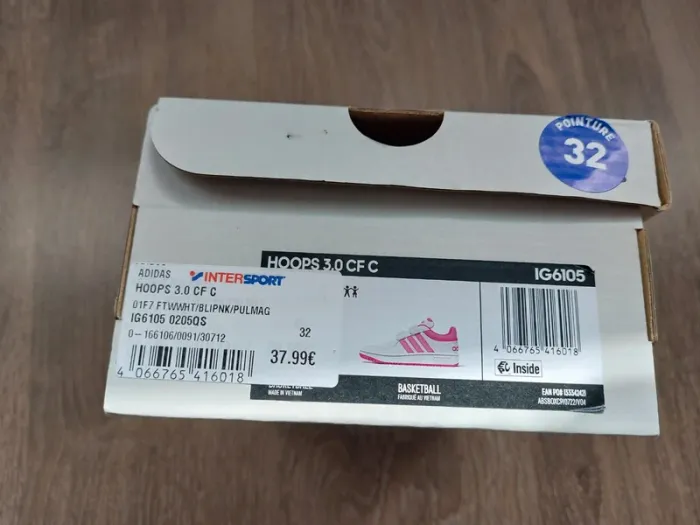 POINTURE
32
ADIDAS
INTERSPORT
HOOPS 3.0 CF C
01F7 FTWWHT/BLIPNK/PULMAG
IG6105 0205QS
0-166106/0091/30712
32
37.99€
4 066765 416018
HOOPS 3.0 CF C
IG6105
4 066765 416018
Inside
MADE IN VIETNAM
BASKETBALL
FABRIQUÉ AU VIETNAM